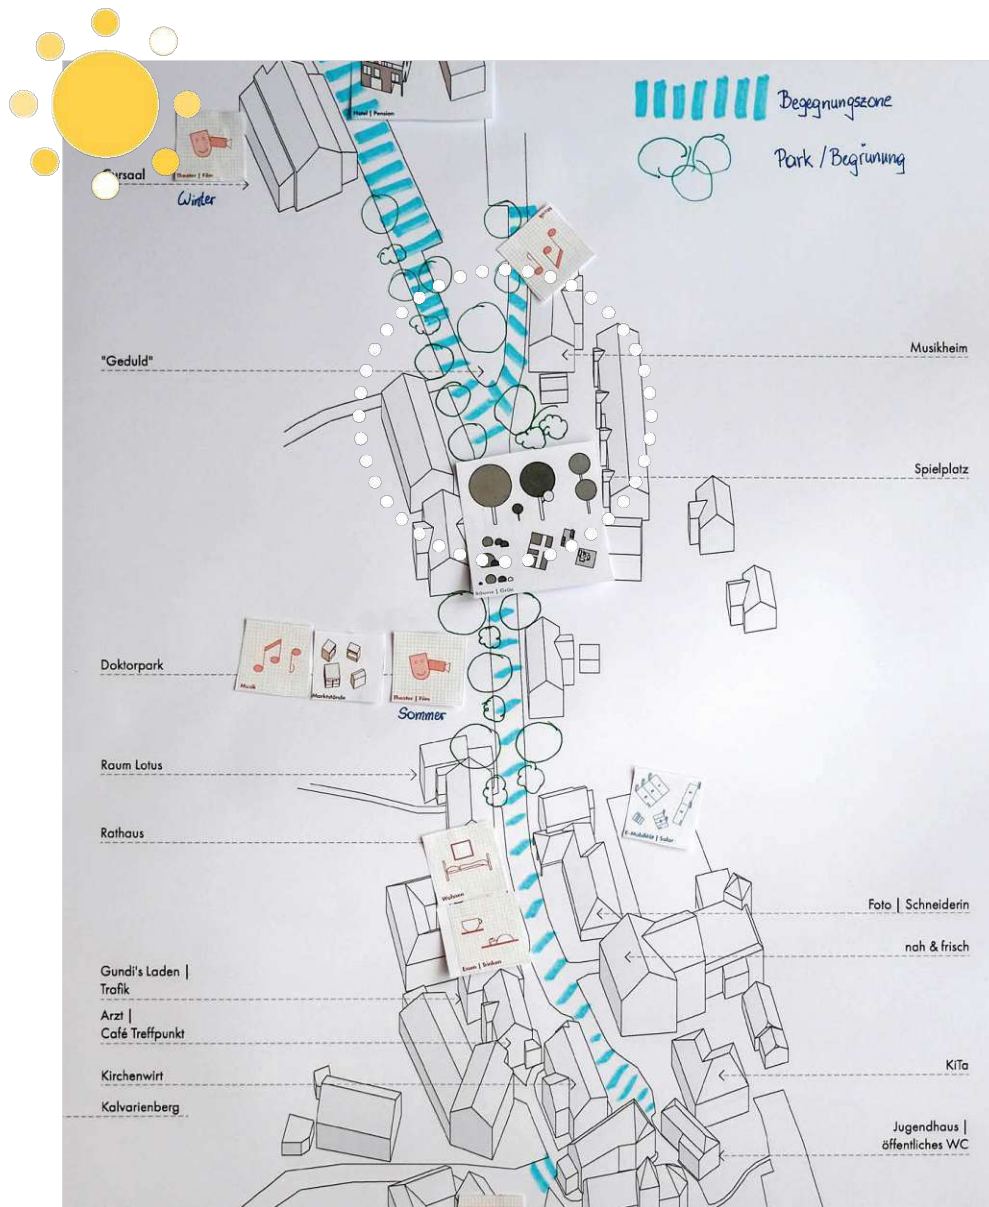 Hotel | Pension
Begegnungszone
Park / Begrünung
Theater | Film
Cursaal
Winter
Musik
"Geduld"
Musikheim
Spielplatz
Bäume | Grün
Doktorpark
Musik
Marktstände
Theater | Film
Sommer
Raum Lotus
Rathaus
E-Mobilität | Solar
Wohnen
Foto | Schneiderin
Essen | Trinken
nah & frisch
Gundi's Laden |
Trafik
Arzt |
Café Treffpunkt
Kirchenwirt
KiTa
Kalvarienberg
Jugendhaus |
öffentliches WC